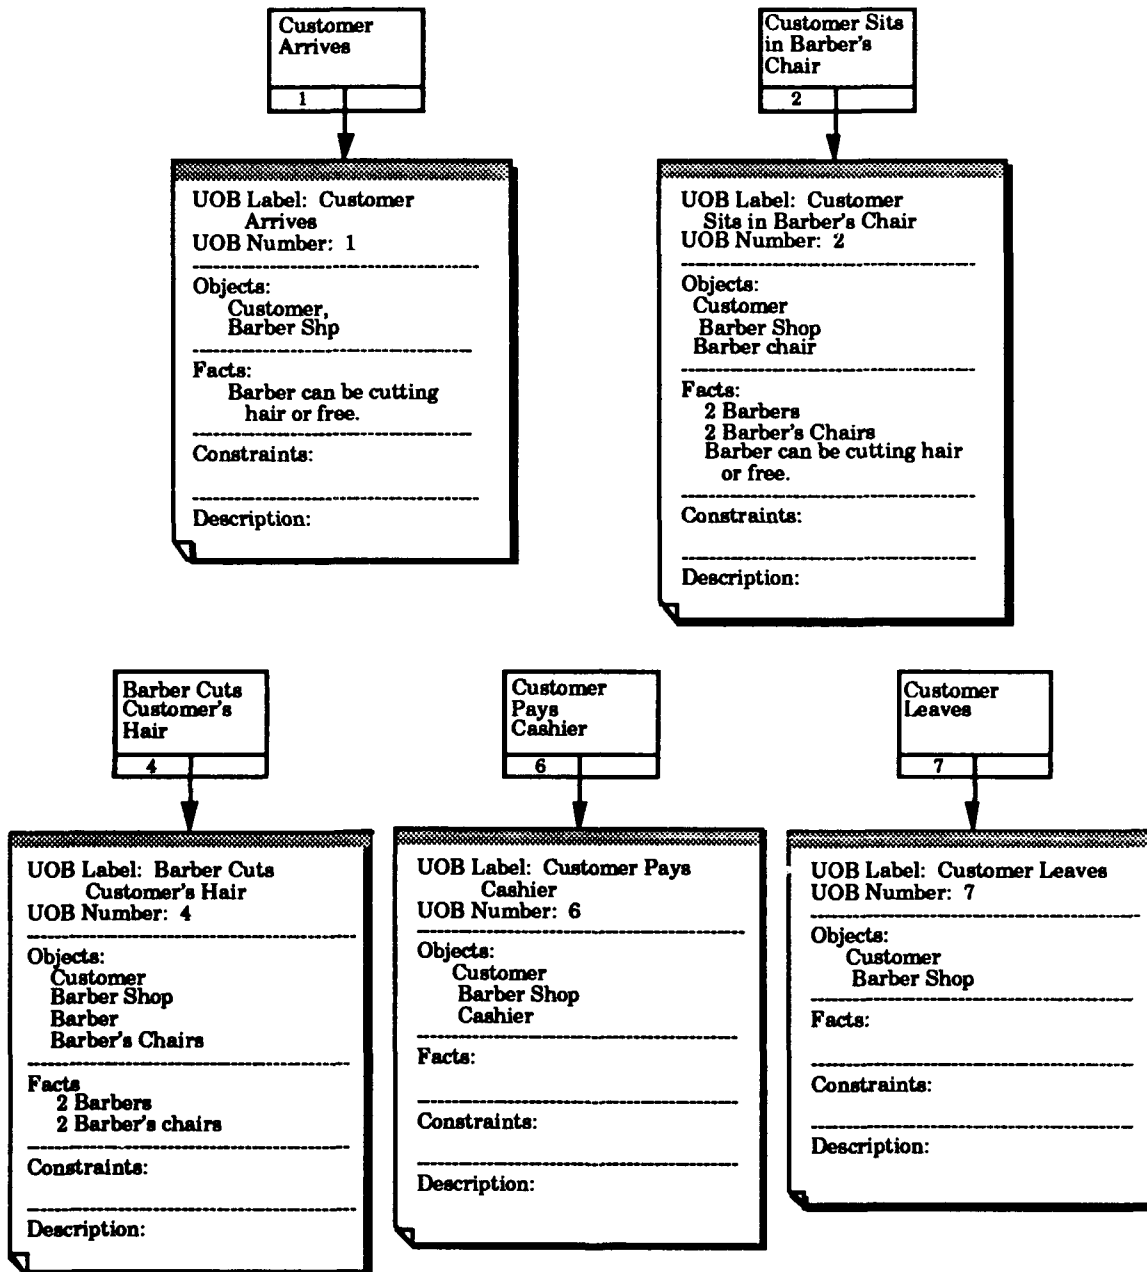 Customer
Arrives
1
UOB Label: Customer
Arrives
UOB Number: 1
Objects:
Customer,
Barber Shp
Facts:
Barber can be cutting
hair or free.
Constraints:
Description:
Customer Sits
in Barber's
Chair
2
UOB Label: Customer
Sits in Barber's Chair
UOB Number: 2
Objects:
Customer
Barber Shop
Barber chair
Facts:
2 Barbers
2 Barber's Chairs
Barber can be cutting hair
or free.
Constraints:
Description:
Barber Cuts
Customer's
Hair
4
UOB Label: Barber Cuts
Customer's Hair
UOB Number: 4
Objects:
Customer
Barber Shop
Barber
Barber's Chairs
Facts
2 Barbers
2 Barber's chairs
Constraints:
Description:
Customer
Pays
Cashier
6
UOB Label: Customer Pays
Cashier
UOB Number: 6
Objects:
Customer
Barber Shop
Cashier
Facts:
Constraints:
Description:
Customer
Leaves
7
UOB Label: Customer Leaves
UOB Number: 7
Objects:
Customer
Barber Shop
Facts:
Constraints:
Description: